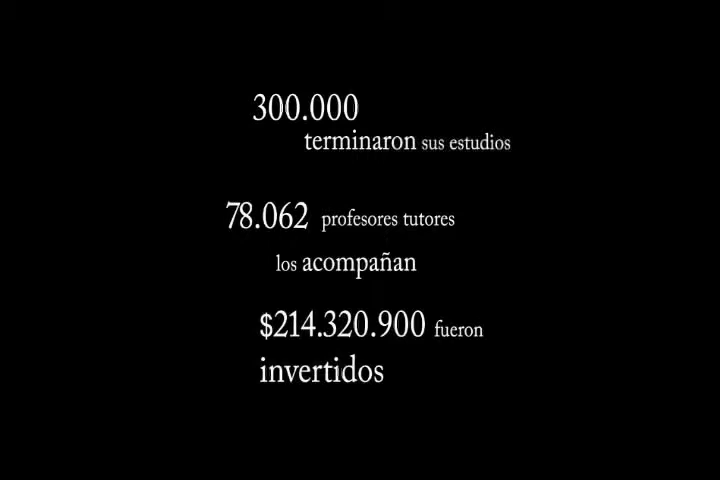 300.000
terminaron sus estudios
78.062 profesores tutores
los acompañan
$214.320.900 fueron
invertidos